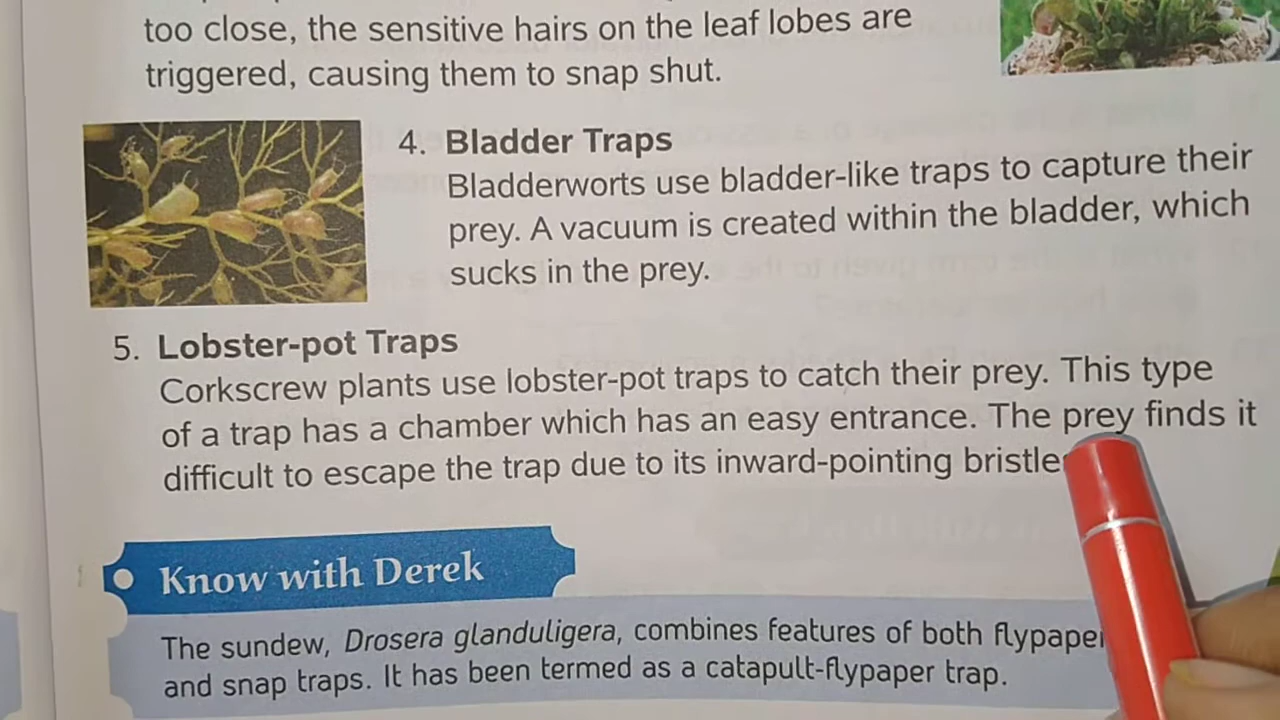 too close, the sensitive hairs on the leaf lobes are
triggered, causing them to snap shut.
4. Bladder Traps
Bladderworts use bladder-like traps to capture their
prey. A vacuum is created within the bladder, which
sucks in the prey.
5. Lobster-pot Traps
Corkscrew plants use lobster-pot traps to catch their prey. This type
of a trap has a chamber which has an easy entrance. The prey finds it
difficult to escape the trap due to its inward-pointing
Know with Derek
The sundew, Drosera glanduligera, combines features of both
and snap traps. It has been termed as a catapult-flypaper trap.